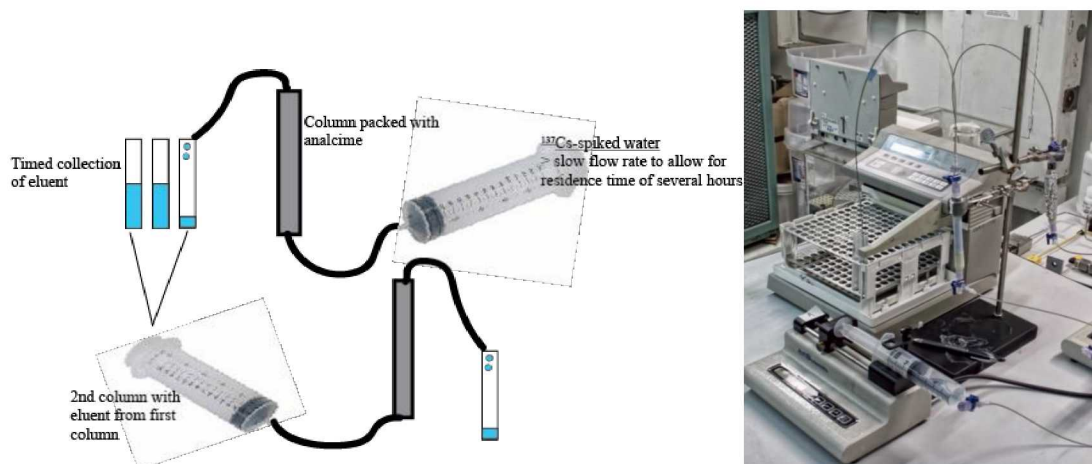 Timed collection
of eluent
Column packed with
analcime
¹³⁷Cs-spiked water
> slow flow rate to allow for
residence time of several hours
2nd column with
eluent from first
column